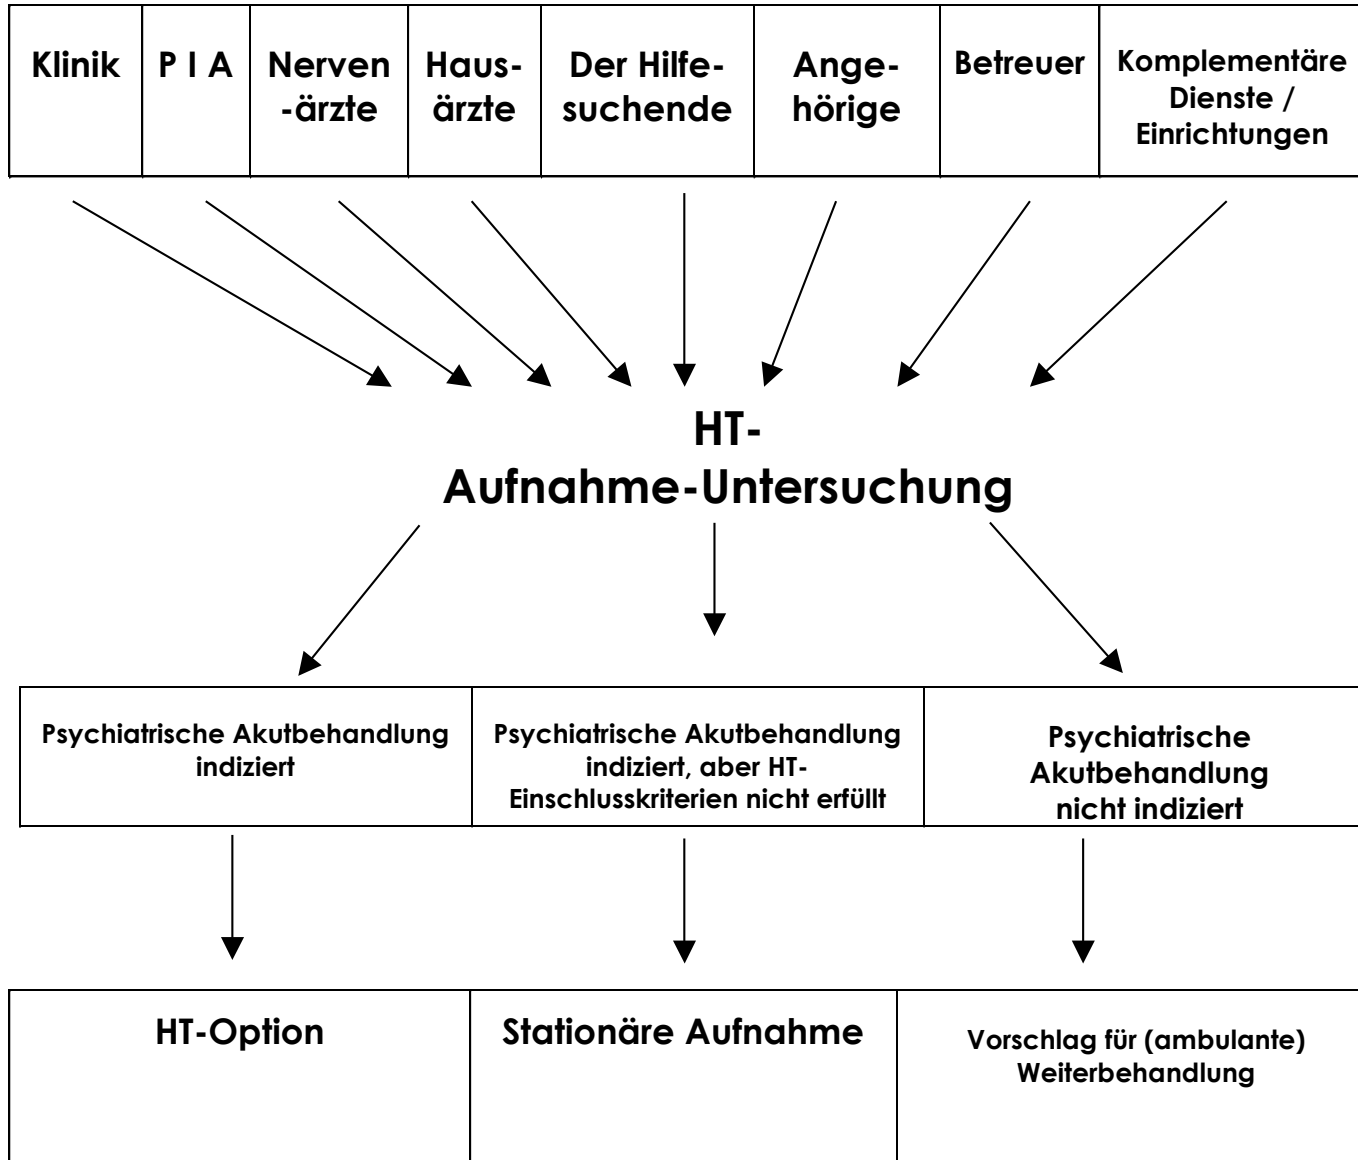 Klinik
P I A
Nerven
-ärzte
Haus-
ärzte
Der Hilfe-
suchende
Ange-
hörige
Betreuer
Komplementäre
Dienste /
Einrichtungen
HT-
Aufnahme-Untersuchung
Psychiatrische Akutbehandlung
indiziert
Psychiatrische Akutbehandlung
indiziert, aber HT-
Einschlusskriterien nicht erfüllt
Psychiatrische
Akutbehandlung
nicht indiziert
HT-Option
Stationäre Aufnahme
Vorschlag für (ambulante)
Weiterbehandlung